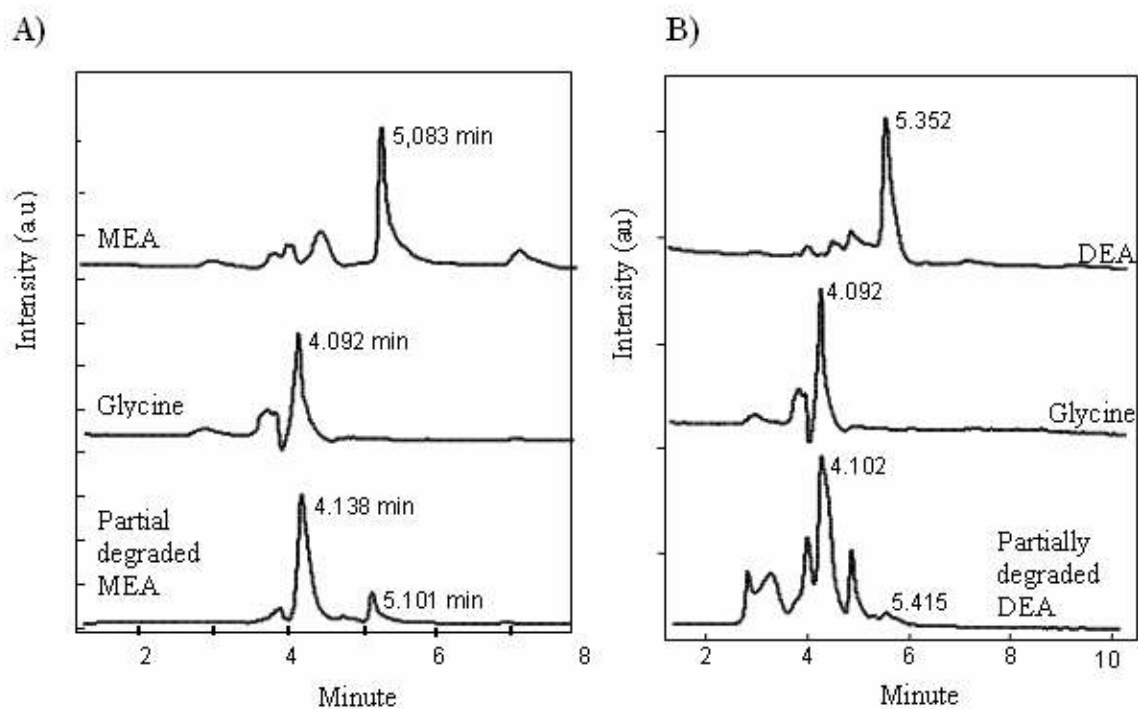 A)
Intensity (a.u)
5,083 min
MEA
4.092 min
Glycine
4.138 min
Partial
degraded
MEA
5.101 min
2 4 6 8
Minute
B)
Intensity (au)
5.352
DEA
4.092
Glycine
4.102
Partially
degraded
DEA
5.415
2 4 6 8 10
Minute